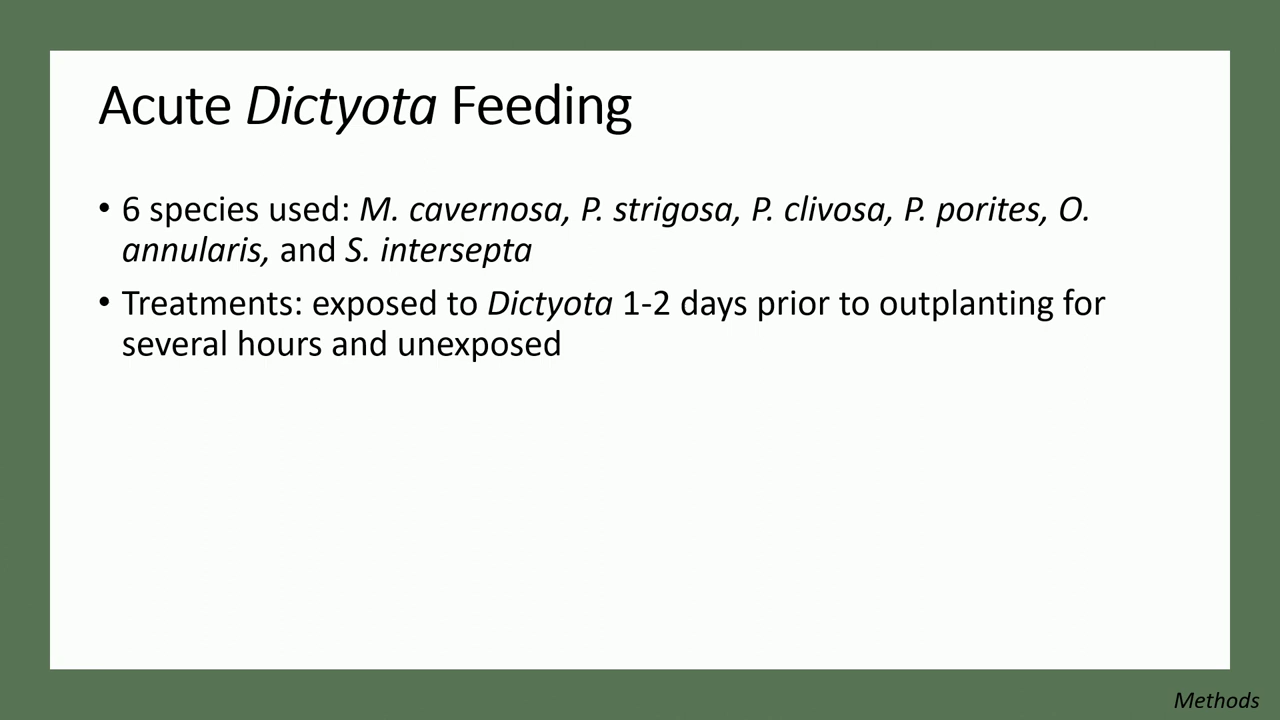 Acute Dictyota Feeding
• 6 species used: M. cavernosa, P. strigosa, P. clivosa, P. porites, O.
annularis, and S. intersepta
• Treatments: exposed to Dictyota 1-2 days prior to outplanting for
several hours and unexposed
Methods